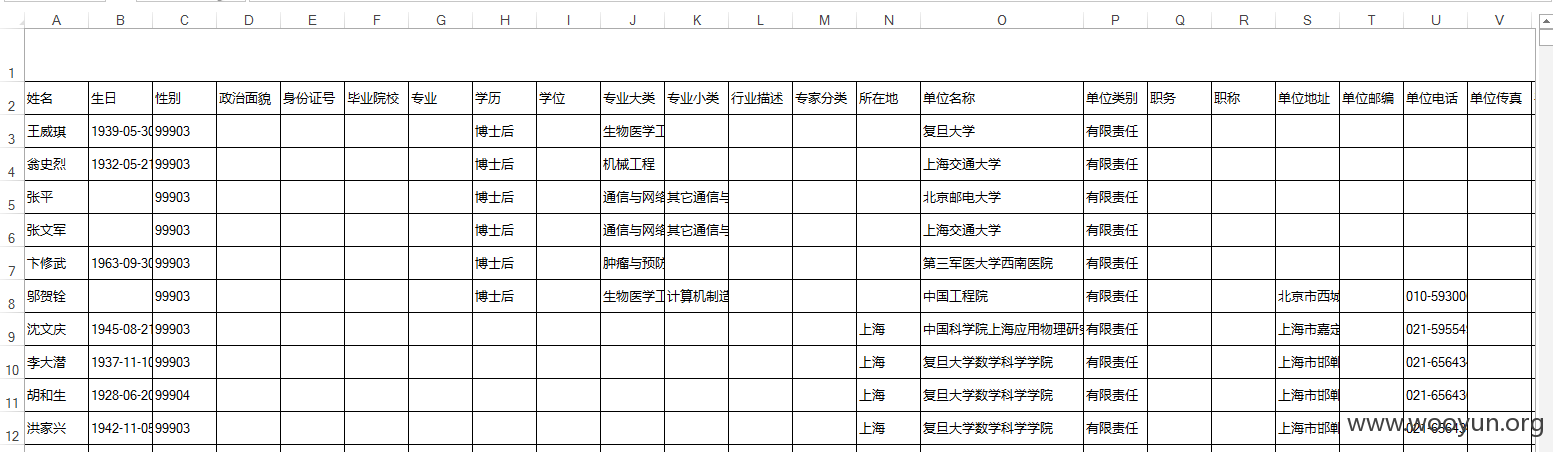 A B C D E F G H I J K L M N O P Q R S T U V
1
2 姓名 生日 性别 政治面貌 身份证号 毕业院校 专业 学历 学位 专业大类 专业小类 行业描述 专家分类 所在地 单位名称 单位类别 职务 职称 单位地址 单位邮编 单位电话 单位传真
3 王威琪 1939-05-30 99903 博士后 生物医学工 复旦大学 有限责任
4 翁史烈 1932-05-21 99903 博士后 机械工程 上海交通大学 有限责任
5 张平 99903 博士后 通信与网络 其它通信与 北京邮电大学 有限责任
6 张文军 99903 博士后 通信与网络 其它通信与 上海交通大学 有限责任
7 卞修武 1963-09-30 99903 博士后 肿瘤与预防 第三军医大学西南医院 有限责任
8 邬贺铨 99903 博士后 生物医学工 计算机制造 中国工程院 有限责任 北京市西城 010-59300
9 沈文庆 1945-08-21 99903 上海 中国科学院上海应用物理研究 有限责任 上海市嘉定 021-59554
10 李大潜 1937-11-10 99903 上海 复旦大学数学科学学院 有限责任 上海市邯郸 021-65643
11 胡和生 1928-06-20 99904 上海 复旦大学数学科学学院 有限责任 上海市邯郸 021-65643
12 洪家兴 1942-11-05 99903 上海 复旦大学数学科学学院 有限责任 上海市邯郸 021-65643
www.wooyun.org